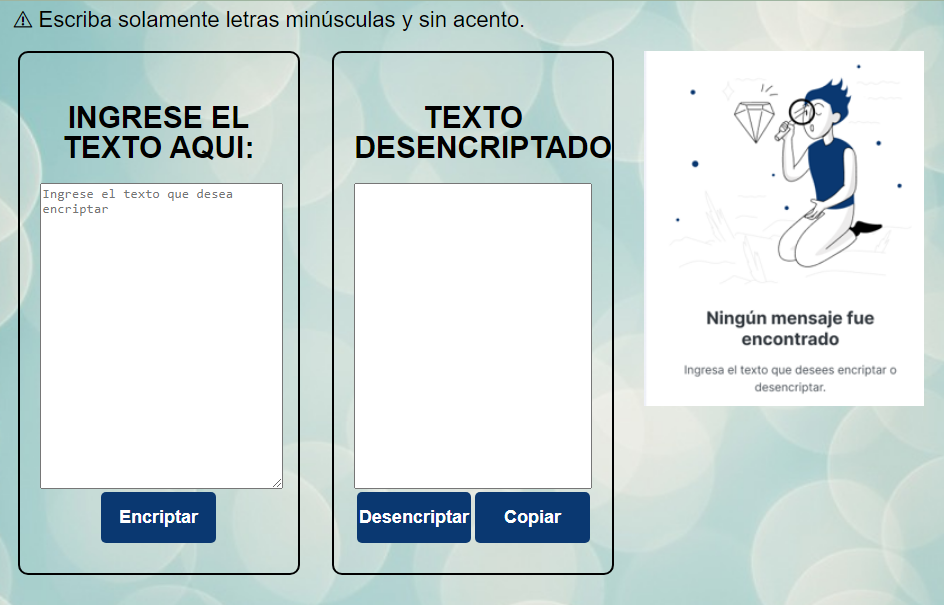 ⚠ Escriba solamente letras minúsculas y sin acento.
INGRESE EL
TEXTO AQUI:
Ingrese el texto que desea
encriptar
Encriptar
TEXTO
DESENCRIPTADO
Desencriptar
Copiar
Ningún mensaje fue
encontrado
Ingresa el texto que desees encriptar o
desencriptar.